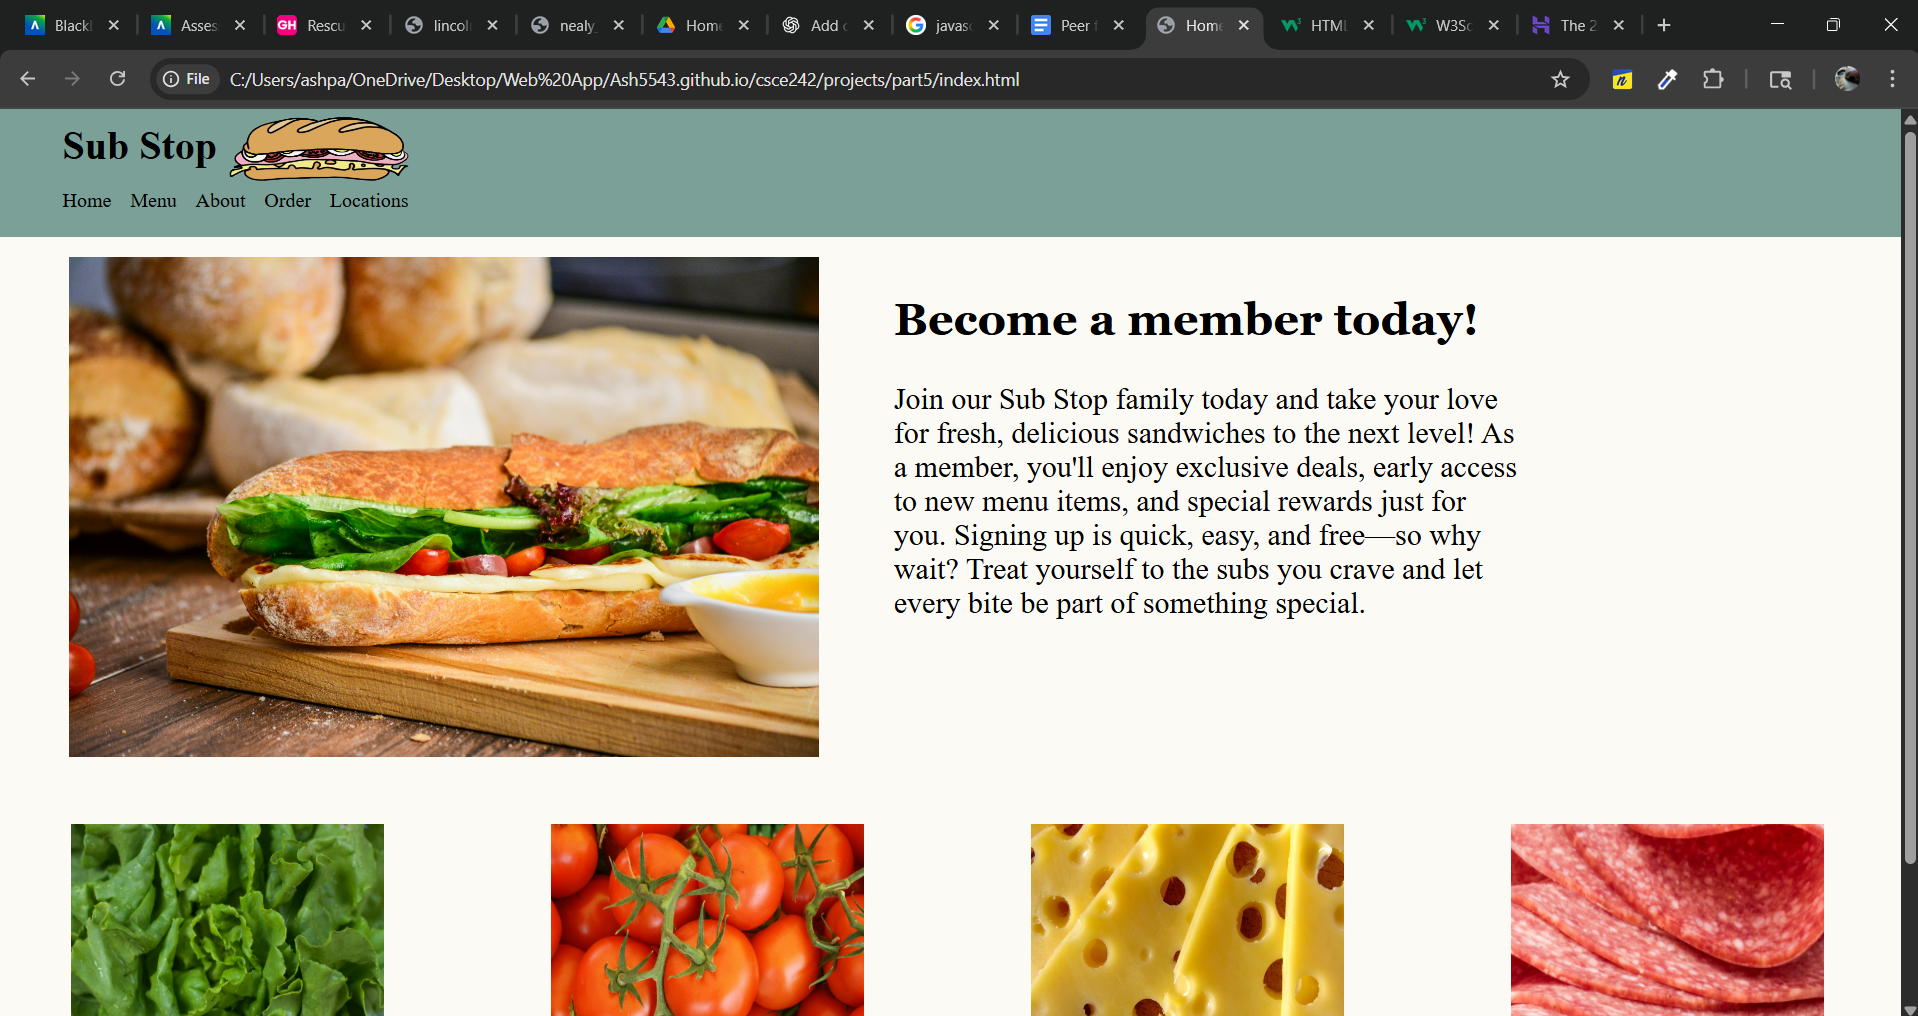 Blackb
Asses
GH
Rescu
lincol
nealy_
Home
Add c
javasc
Peer
Home
HTML
W3Sc
The 2
File
C:/Users/ashpa/OneDrive/Desktop/Web%20App/Ash5543.github.io/csce242/projects/part5/index.html
Sub Stop
Home Menu About Order Locations
Become a member today!
Join our Sub Stop family today and take your love
for fresh, delicious sandwiches to the next level! As
a member, you'll enjoy exclusive deals, early access
to new menu items, and special rewards just for
you. Signing up is quick, easy, and free—so why
wait? Treat yourself to the subs you crave and let
every bite be part of something special.